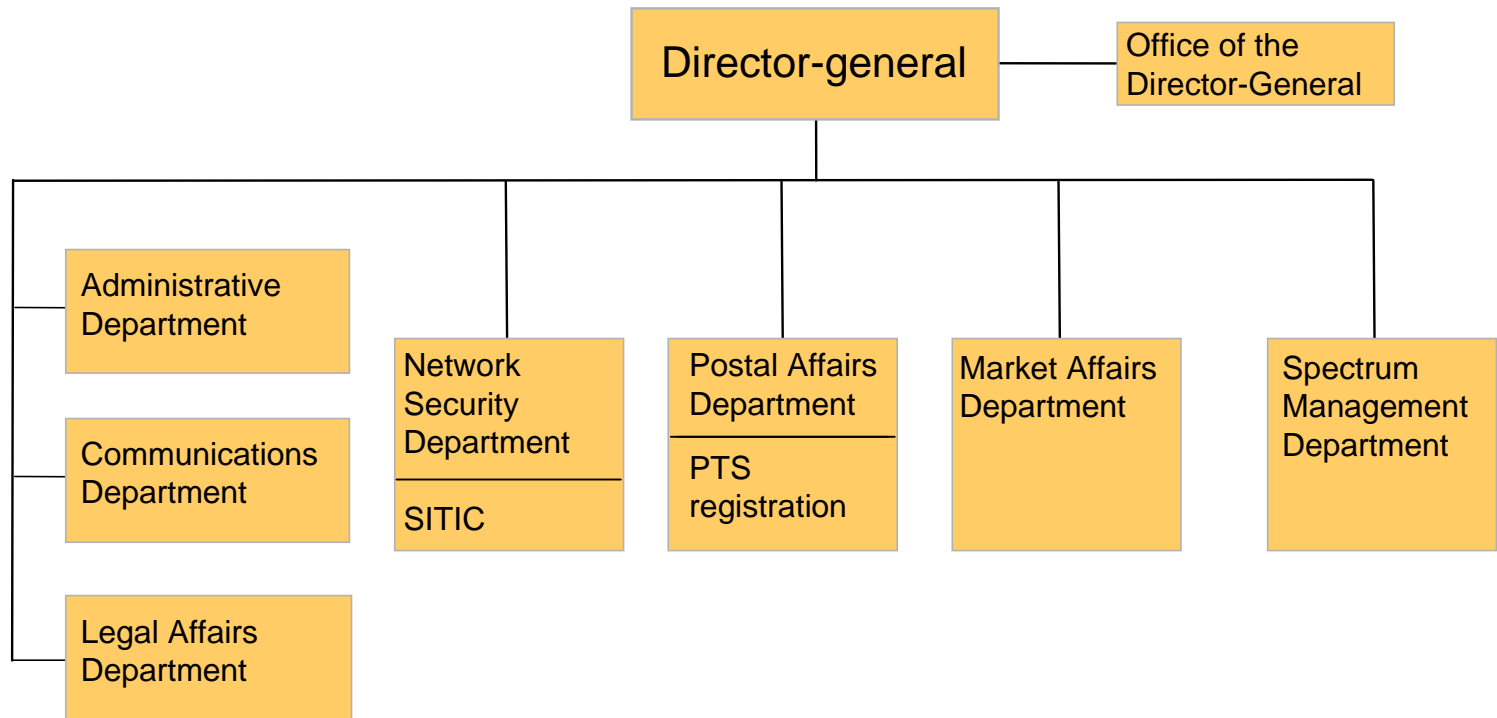 Director-general
Office of the
Director-General
Administrative
Department
Communications
Department
Legal Affairs
Department
Network
Security
Department
SITIC
Postal Affairs
Department
PTS
registration
Market Affairs
Department
Spectrum
Management
Department